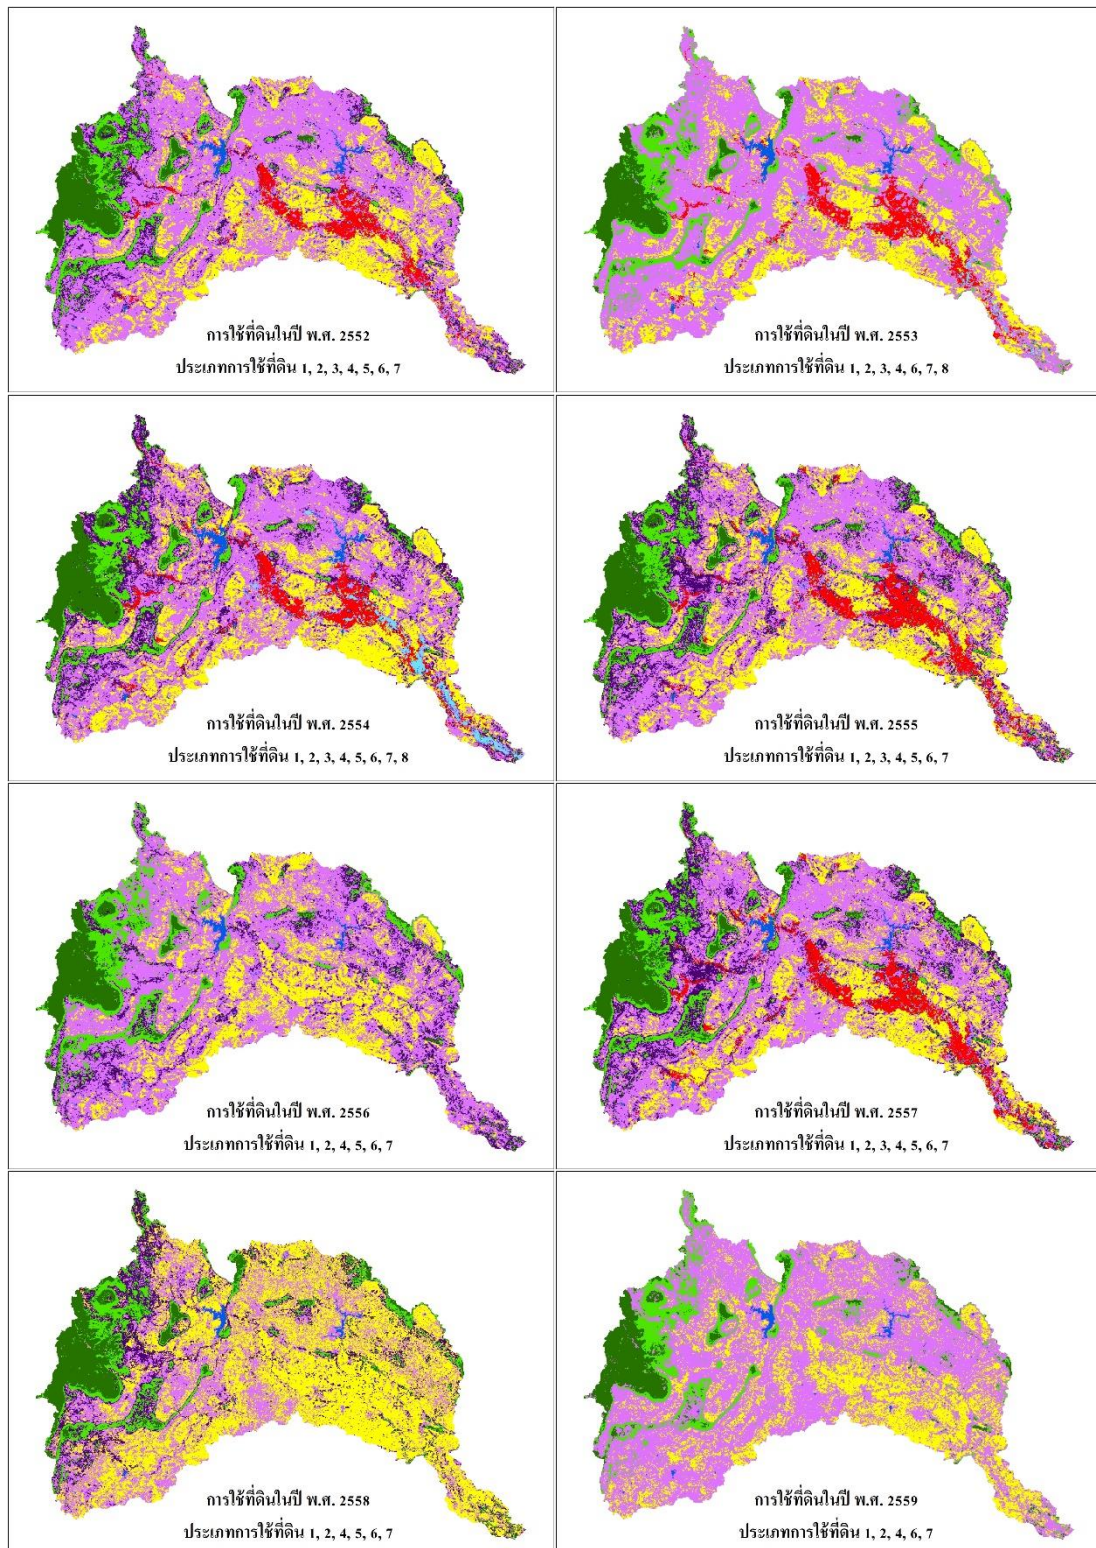 การใช้ที่ดินในปี พ.ศ. 2552
ประเภทการใช้ที่ดิน 1, 2, 3, 4, 5, 6, 7
การใช้ที่ดินในปี พ.ศ. 2553
ประเภทการใช้ที่ดิน 1, 2, 3, 4, 6, 7, 8
การใช้ที่ดินในปี พ.ศ. 2554
ประเภทการใช้ที่ดิน 1, 2, 3, 4, 5, 6, 7, 8
การใช้ที่ดินในปี พ.ศ. 2555
ประเภทการใช้ที่ดิน 1, 2, 3, 4, 5, 6, 7
การใช้ที่ดินในปี พ.ศ. 2556
ประเภทการใช้ที่ดิน 1, 2, 4, 5, 6, 7
การใช้ที่ดินในปี พ.ศ. 2557
ประเภทการใช้ที่ดิน 1, 2, 3, 4, 5, 6, 7
การใช้ที่ดินในปี พ.ศ. 2558
ประเภทการใช้ที่ดิน 1, 2, 4, 5, 6, 7
การใช้ที่ดินในปี พ.ศ. 2559
ประเภทการใช้ที่ดิน 1, 2, 4, 6, 7